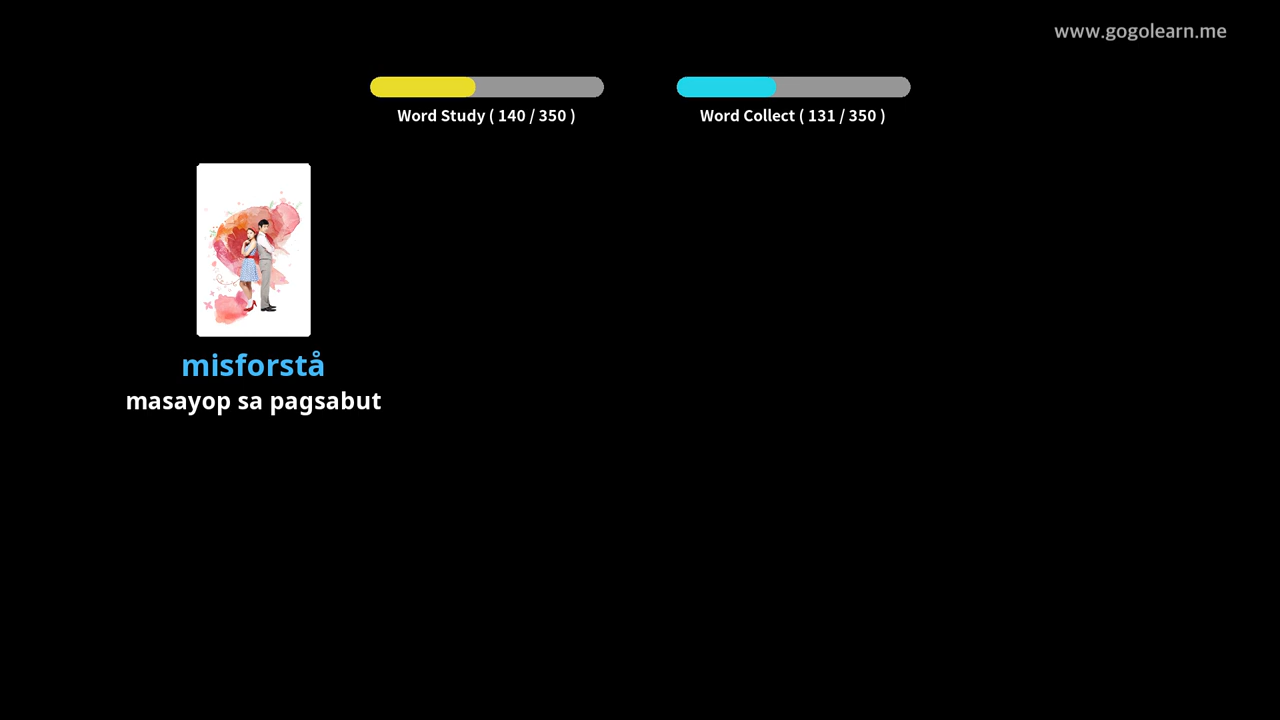 www.gogolearn.me
Word Study ( 140 / 350 )
Word Collect ( 131 / 350 )
misforstå
masayop sa pagsabut